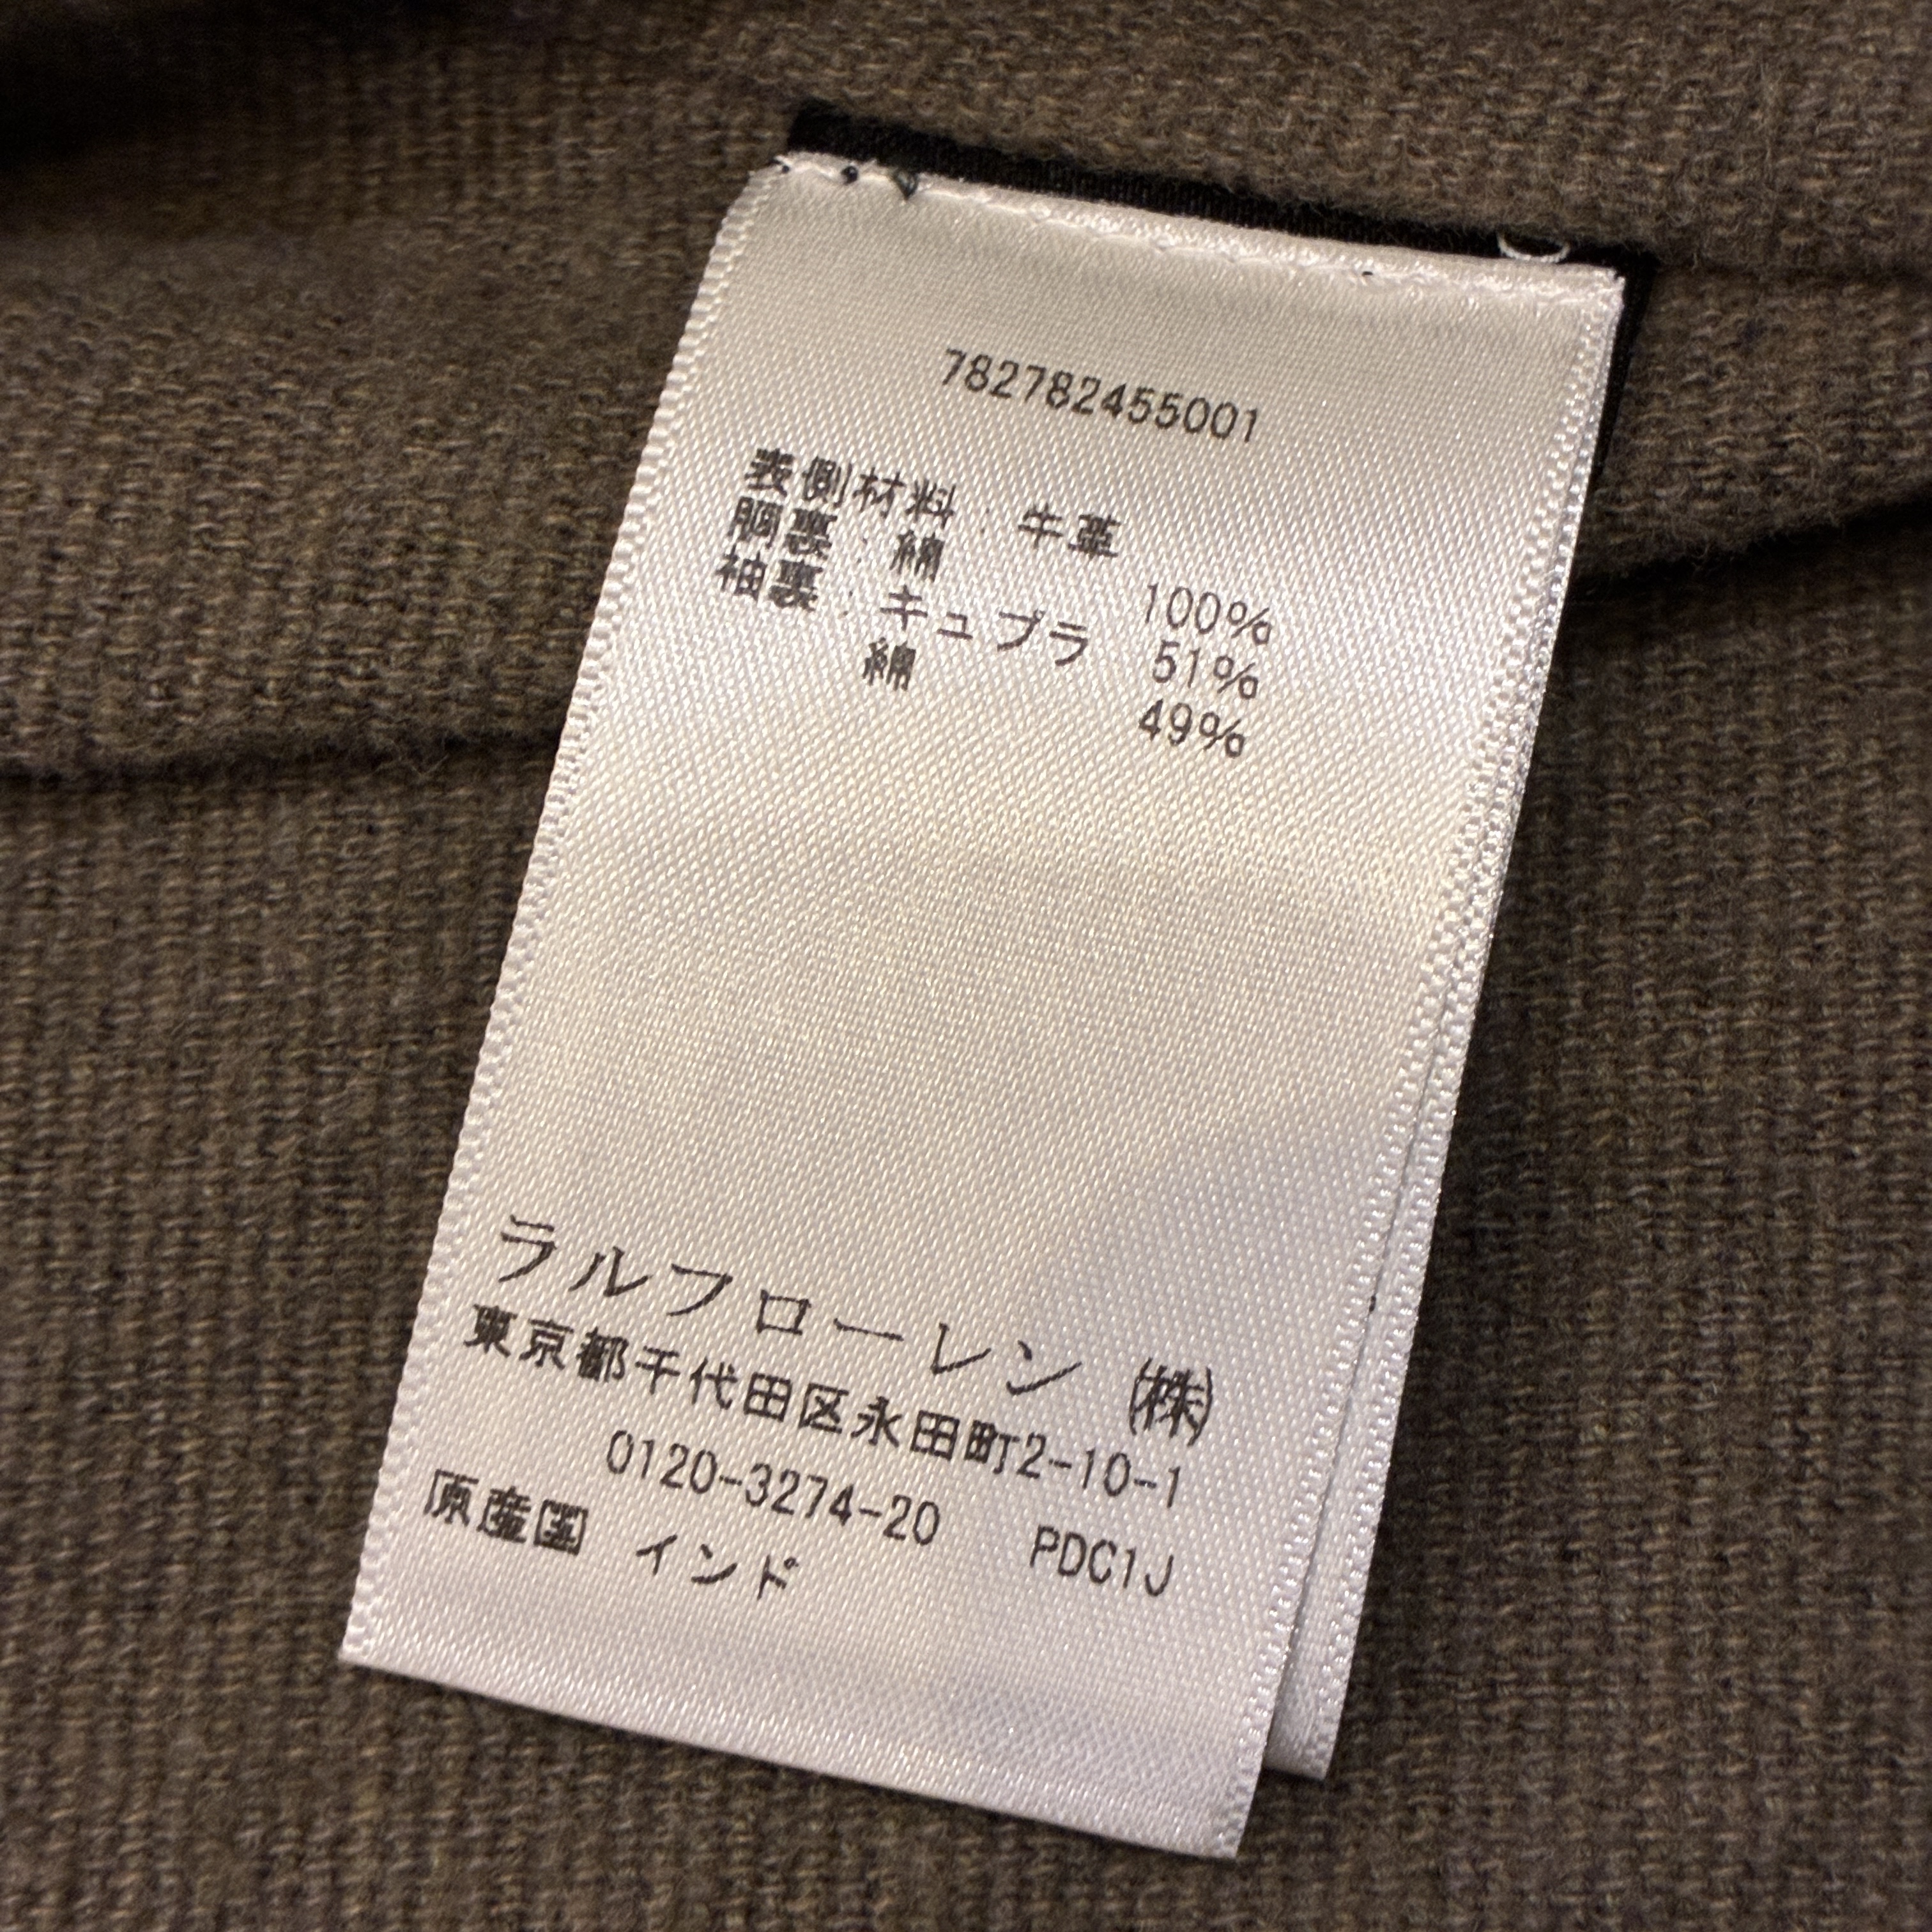 782782455001
表側材料：牛革
胴裏：綿 100%
袖裏：キュプラ 51%
綿 49%
ラルフローレン ㈱
東京都千代田区永田町2-10-1
0120-3274-20 PDC1J
原産国 インド